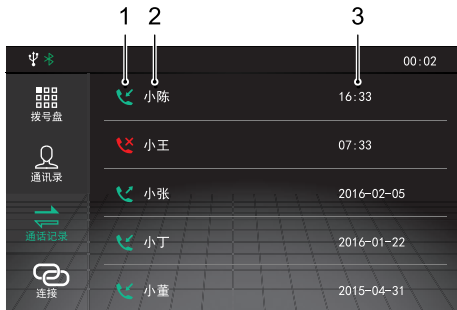 1 2 3
00:02
拨号盘
通讯录
通话记录
连接
小陈 16:33
小王 07:33
小张 2016-02-05
小丁 2016-01-22
小董 2015-04-31